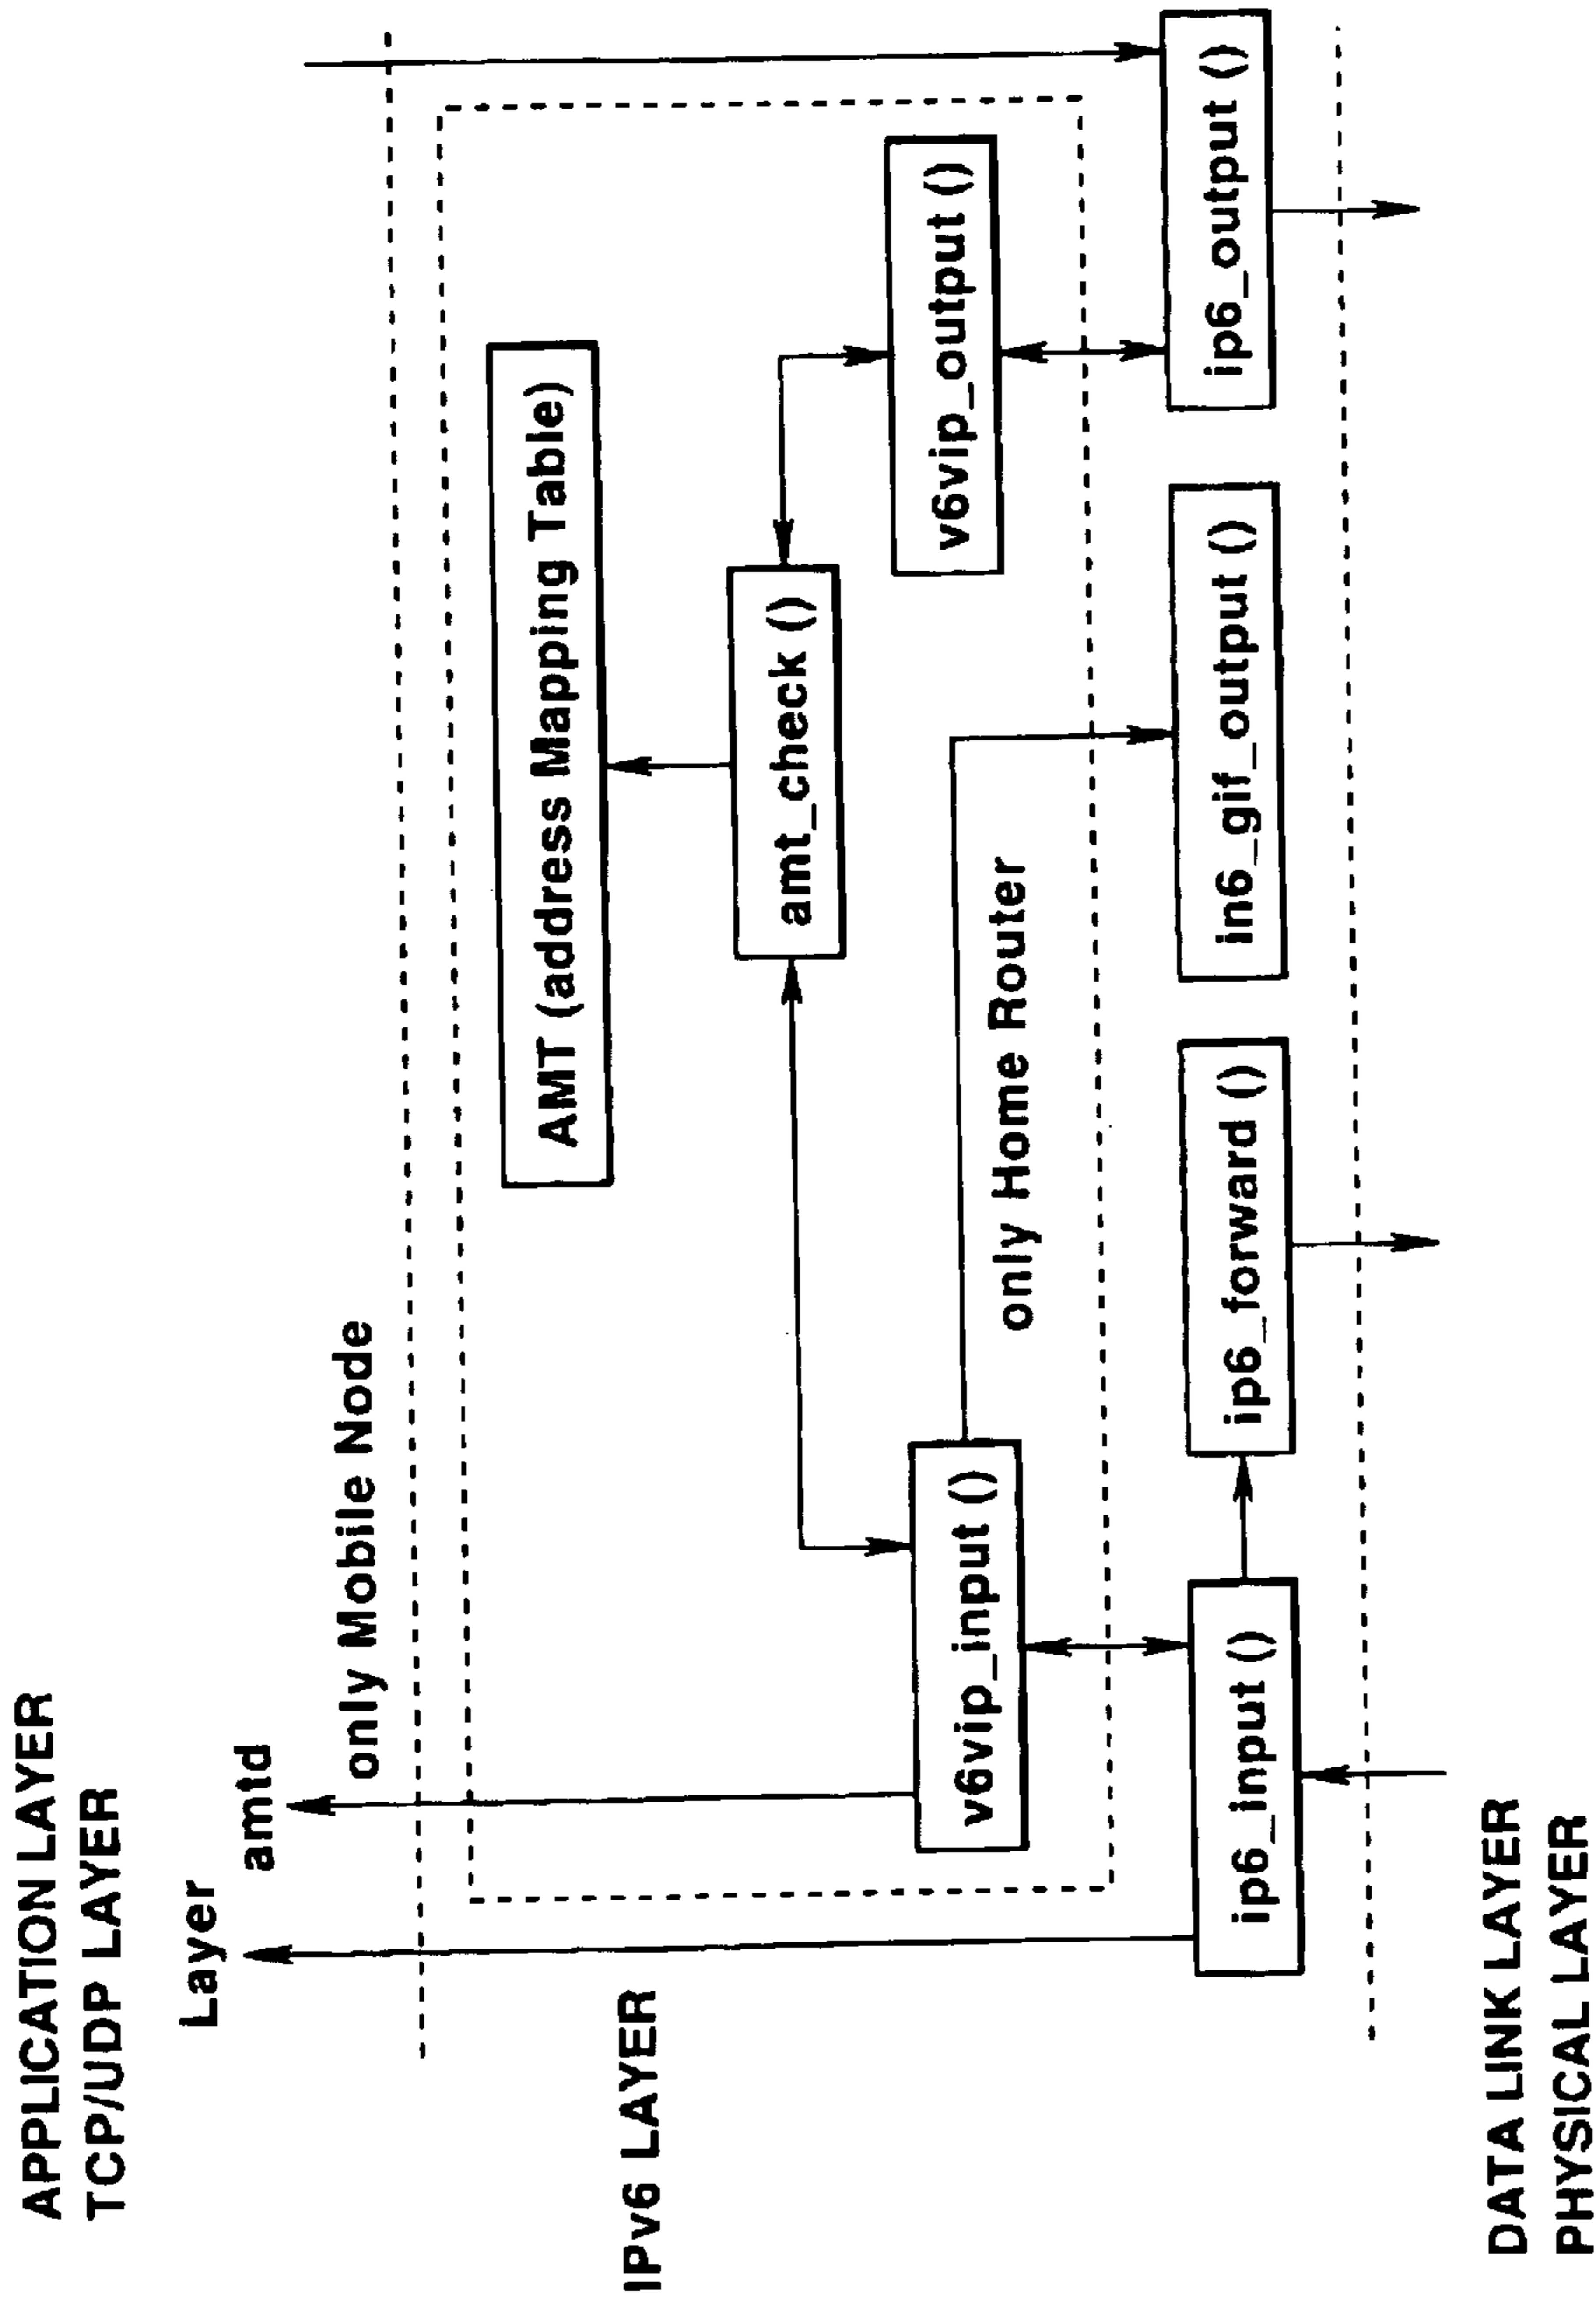 APPLICATION LAYER
TCP/UDP LAYER
Layer
amtd
only Mobile Node
IPv6 LAYER
AMT (address Mapping Table)
amt_check ()
v6vip_input ()
v6vip_output ()
only Home Router
ip6_input ()
ip6_forward ()
in6_gif_output ()
ip6_output ()
DATA LINK LAYER
PHYSICAL LAYER